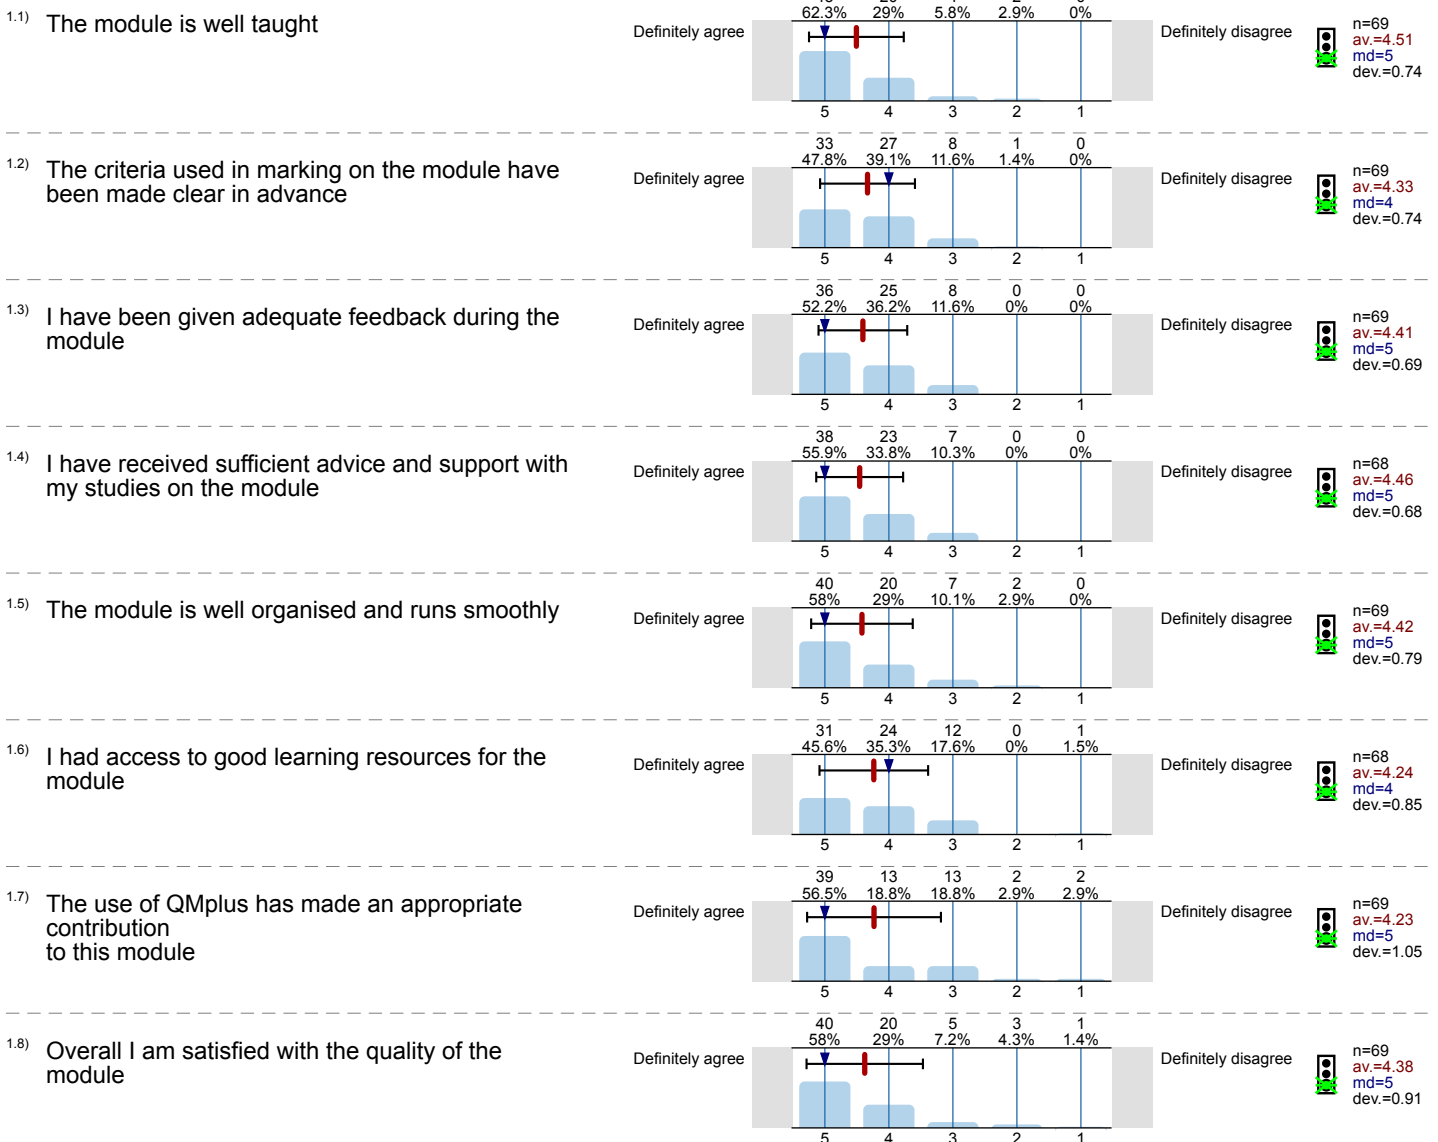 62.3% 29% 5.8% 2.9% 0%
1.1) The module is well taught
Definitely agree
Definitely disagree
n=69
av.=4.51
md=5
dev.=0.74
5 4 3 2 1
33 27 8 1 0
47.8% 39.1% 11.6% 1.4% 0%
1.2) The criteria used in marking on the module have
been made clear in advance
Definitely agree
Definitely disagree
n=69
av.=4.33
md=4
dev.=0.74
5 4 3 2 1
36 25 8 0 0
52.2% 36.2% 11.6% 0% 0%
1.3) I have been given adequate feedback during the
module
Definitely agree
Definitely disagree
n=69
av.=4.41
md=5
dev.=0.69
5 4 3 2 1
38 23 7 0 0
55.9% 33.8% 10.3% 0% 0%
1.4) I have received sufficient advice and support with
my studies on the module
Definitely agree
Definitely disagree
n=68
av.=4.46
md=5
dev.=0.68
5 4 3 2 1
40 20 7 2 0
58% 29% 10.1% 2.9% 0%
1.5) The module is well organised and runs smoothly
Definitely agree
Definitely disagree
n=69
av.=4.42
md=5
dev.=0.79
5 4 3 2 1
31 24 12 0 1
45.6% 35.3% 17.6% 0% 1.5%
1.6) I had access to good learning resources for the
module
Definitely agree
Definitely disagree
n=68
av.=4.24
md=4
dev.=0.85
5 4 3 2 1
39 13 13 2 2
56.5% 18.8% 18.8% 2.9% 2.9%
1.7) The use of QMplus has made an appropriate
contribution
to this module
Definitely agree
Definitely disagree
n=69
av.=4.23
md=5
dev.=1.05
5 4 3 2 1
40 20 5 3 1
58% 29% 7.2% 4.3% 1.4%
1.8) Overall I am satisfied with the quality of the
module
Definitely agree
Definitely disagree
n=69
av.=4.38
md=5
dev.=0.91
5 4 3 2 1